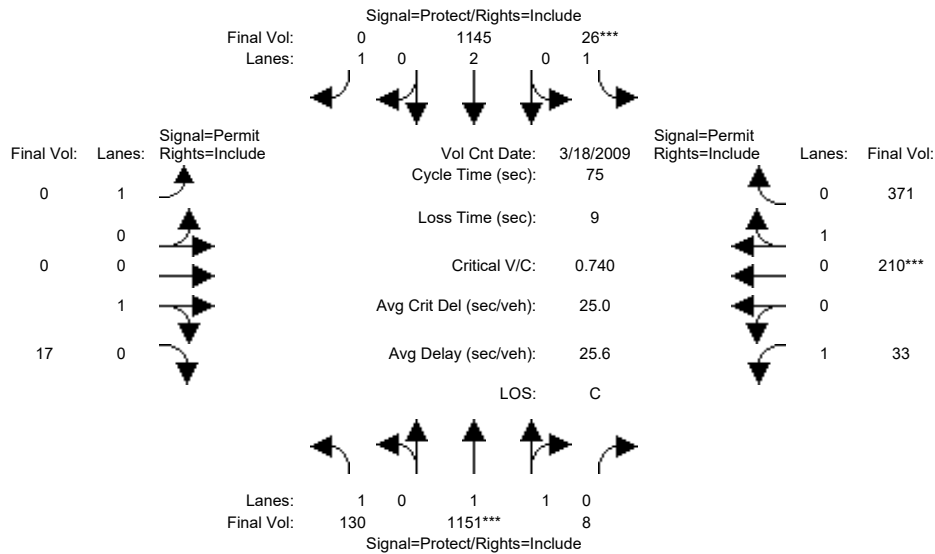 Signal=Protect/Rights=Include
Final Vol: 0 1145 26***
Lanes: 1 0 2 0 1
Signal=Permit
Final Vol: Lanes: Rights=Include
Vol Cnt Date: 3/18/2009
Signal=Permit
Rights=Include Lanes: Final Vol:
Cycle Time (sec): 75
0 1 0 371
Loss Time (sec): 9
0 1
0 0 Critical V/C: 0.740 0 210***
1 Avg Crit Del (sec/veh): 25.0 0
17 0 Avg Delay (sec/veh): 25.6 1 33
LOS: C
Lanes: 1 0 1 1 0
Final Vol: 130 1151*** 8
Signal=Protect/Rights=Include